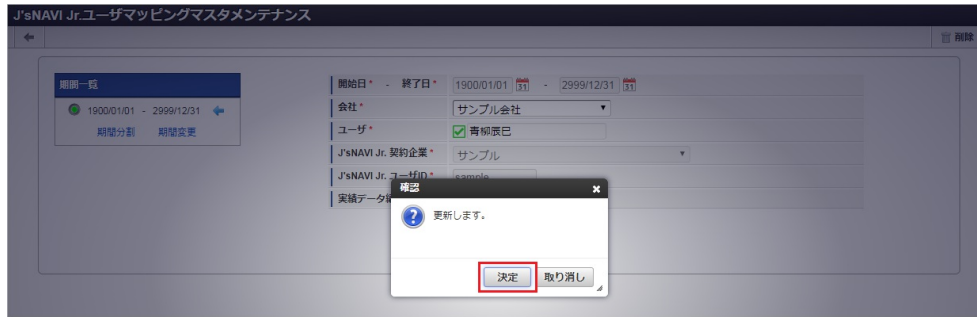 J'sNAVI Jr.ユーザマッピングマスタメンテナンス
削除
期間一覧
1900/01/01 - 2999/12/31
期間分割 期間変更
開始日* - 終了日* 1900/01/01 31 - 2999/12/31 31
会社* サンプル会社
ユーザ* 青柳辰巳
J'sNAVI Jr. 契約企業* サンプル
J'sNAVI Jr. ユーザID* sample
実績データ
確認
更新します。
決定 取り消し